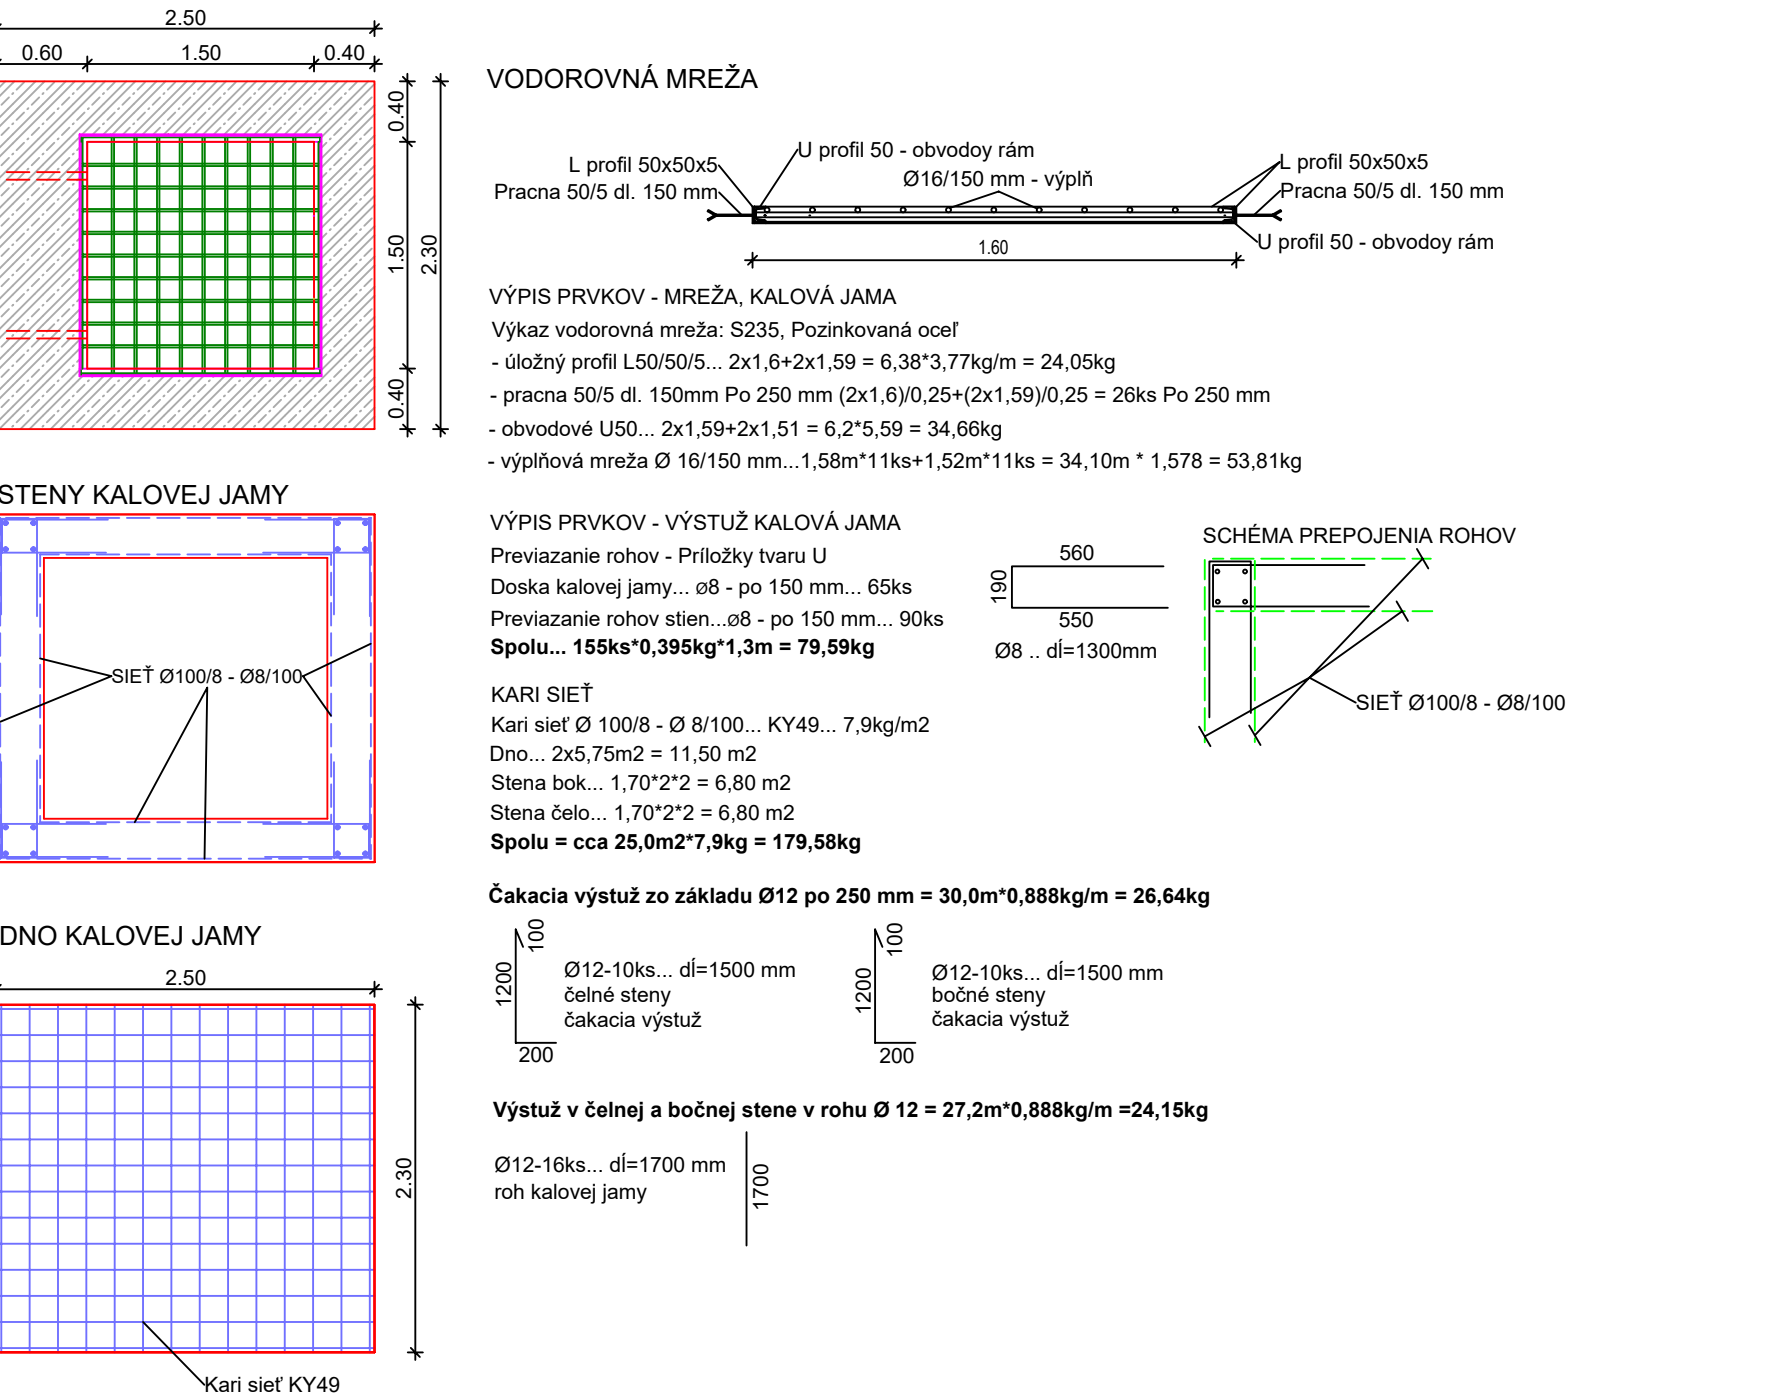 2.50
0.60
1.50
0.40
0.40
1.50
2.30
0.40
VODOROVNÁ MREŽA
L profil 50x50x5
Pracna 50/5 dl. 150 mm
U profil 50 - obvodoy rám
Ø16/150 mm - výplň
L profil 50x50x5
Pracna 50/5 dl. 150 mm
U profil 50 - obvodoy rám
1.60
VÝPIS PRVKOV - MREŽA, KALOVÁ JAMA
Výkaz vodorovná mreža: S235, Pozinkovaná oceľ
- úložný profil L50/50/5... 2x1,6+2x1,59 = 6,38*3,77kg/m = 24,05kg
- pracna 50/5 dl. 150mm Po 250 mm (2x1,6)/0,25+(2x1,59)/0,25 = 26ks Po 250 mm
- obvodové U50... 2x1,59+2x1,51 = 6,2*5,59 = 34,66kg
- výplňová mreža Ø 16/150 mm...1,58m*11ks+1,52m*11ks = 34,10m * 1,578 = 53,81kg
STENY KALOVEJ JAMY
SIEŤ Ø100/8 - Ø8/100
VÝPIS PRVKOV - VÝSTUŽ KALOVÁ JAMA
Previazanie rohov - Príložky tvaru U
Doska kalovej jamy... ø8 - po 150 mm... 65ks
Previazanie rohov stien...ø8 - po 150 mm... 90ks
Spolu... 155ks*0,395kg*1,3m = 79,59kg
560
190
550
Ø8 .. dĺ=1300mm
SCHÉMA PREPOJENIA ROHOV
SIEŤ Ø100/8 - Ø8/100
KARI SIEŤ
Kari sieť Ø 100/8 - Ø 8/100... KY49... 7,9kg/m2
Dno... 2x5,75m2 = 11,50 m2
Stena bok... 1,70*2*2 = 6,80 m2
Stena čelo... 1,70*2*2 = 6,80 m2
Spolu = cca 25,0m2*7,9kg = 179,58kg
Čakacia výstuž zo základu Ø12 po 250 mm = 30,0m*0,888kg/m = 26,64kg
100
1200
200
Ø12-10ks... dĺ=1500 mm
čelné steny
čakacia výstuž
100
1200
200
Ø12-10ks... dĺ=1500 mm
bočné steny
čakacia výstuž
Výstuž v čelnej a bočnej stene v rohu Ø 12 = 27,2m*0,888kg/m =24,15kg
Ø12-16ks... dĺ=1700 mm
roh kalovej jamy
1700
DNO KALOVEJ JAMY
2.50
2.30
Kari sieť KY49